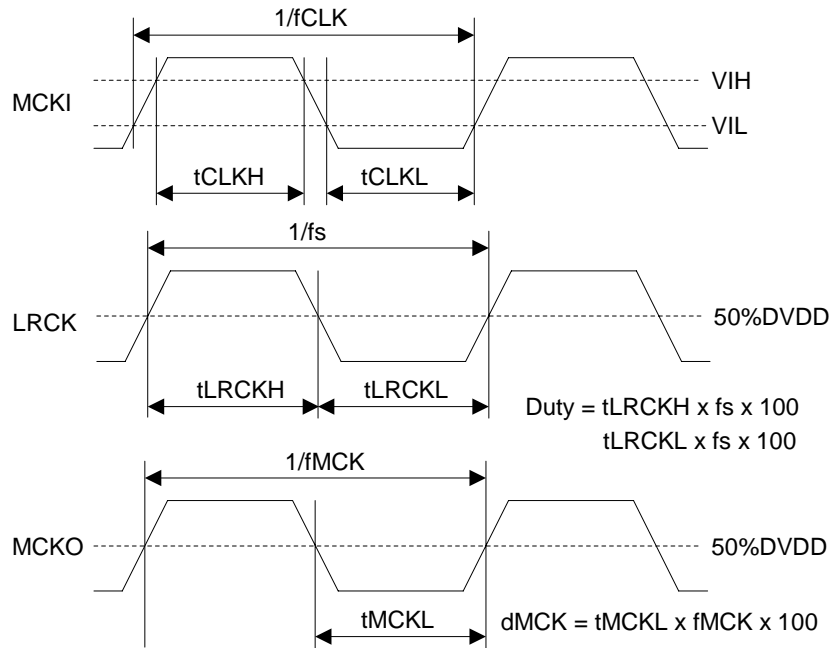 1/fCLK
MCKI
VIH
VIL
tCLKH
tCLKL
1/fs
LRCK
50%DVDD
tLRCKH
tLRCKL
Duty = tLRCKH x fs x 100
tLRCKL x fs x 100
1/fMCK
MCKO
50%DVDD
tMCKL
dMCK = tMCKL x fMCK x 100